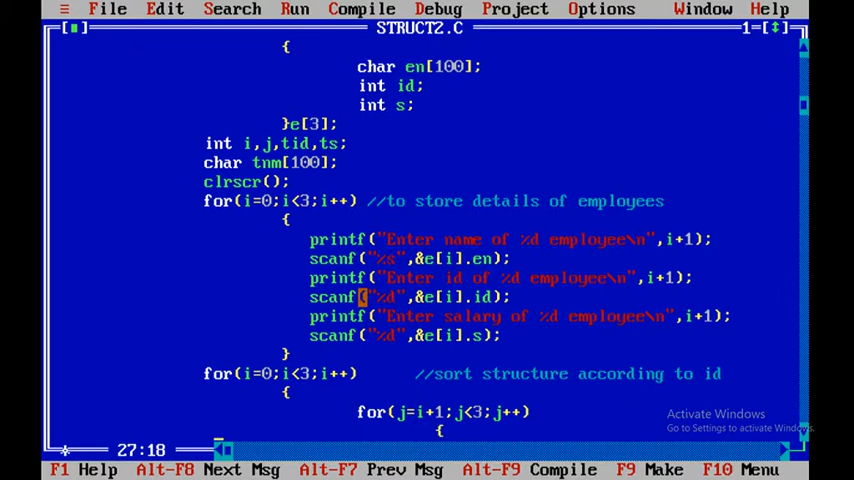 ≡ File Edit Search Run Compile Debug Project Options Window Help
[■] STRUCT2.C 1=[↕]
{
char en[100];
int id;
int s;
}e[3];
int i,j,tid,ts;
char tnm[100];
clrscr();
for(i=0;i<3;i++) //to store details of employees
{
printf("Enter name of %d employee\n",i+1);
scanf("%s",&e[i].en);
printf("Enter id of %d employee\n",i+1);
scanf("%d",&e[i].id);
printf("Enter salary of %d employee\n",i+1);
scanf("%d",&e[i].s);
}
for(i=0;i<3;i++) //sort structure according to id
{
for(j=i+1;j<3;j++)
{
Activate Windows
Go to Settings to activate Windows.
27:18
F1 Help Alt-F8 Next Msg Alt-F7 Prev Msg Alt-F9 Compile F9 Make F10 Menu